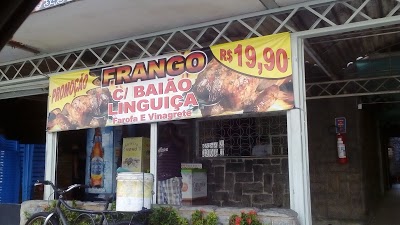 PROMOÇÃO
FRANGO
C/ BAIÃO
LINGUIÇA
Farofa E Vinagrete
R$ 19,90